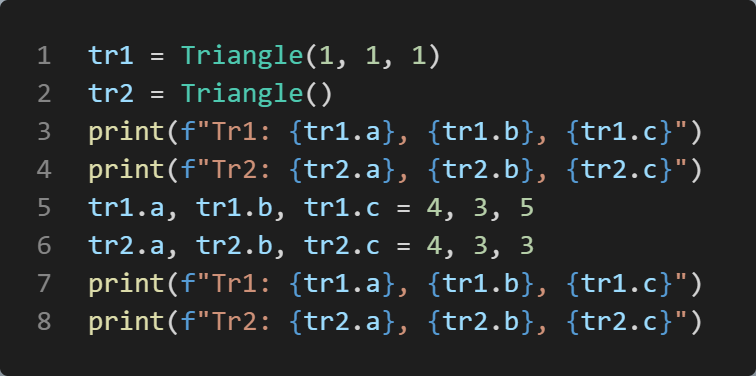 1 tr1 = Triangle(1, 1, 1)
2 tr2 = Triangle()
3 print(f"Tr1: {tr1.a}, {tr1.b}, {tr1.c}")
4 print(f"Tr2: {tr2.a}, {tr2.b}, {tr2.c}")
5 tr1.a, tr1.b, tr1.c = 4, 3, 5
6 tr2.a, tr2.b, tr2.c = 4, 3, 3
7 print(f"Tr1: {tr1.a}, {tr1.b}, {tr1.c}")
8 print(f"Tr2: {tr2.a}, {tr2.b}, {tr2.c}")